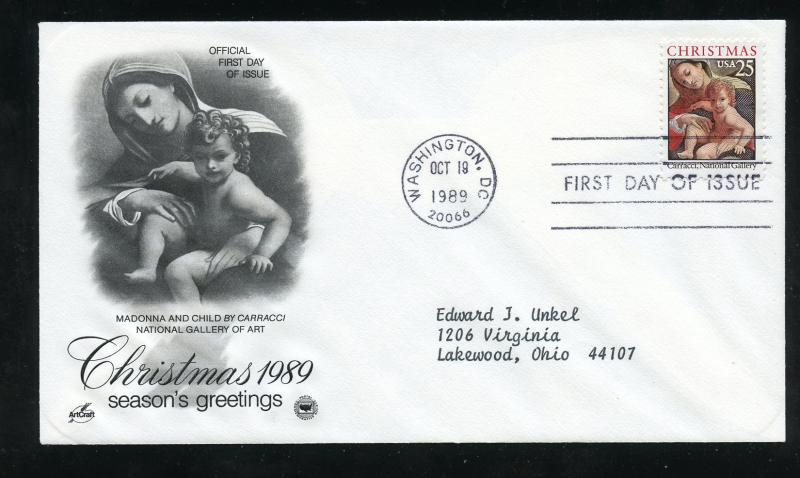 OFFICIAL
FIRST DAY
OF ISSUE
MADONNA AND CHILD BY CARRACCI
NATIONAL GALLERY OF ART
Christmas 1989
season's greetings
ArtCraft
WASHINGTON, DC
OCT 19
1989
20066
CHRISTMAS
USA 25
Carracci, National Gallery
FIRST DAY OF ISSUE
Edward J. Unkel
1206 Virginia
Lakewood, Ohio 44107